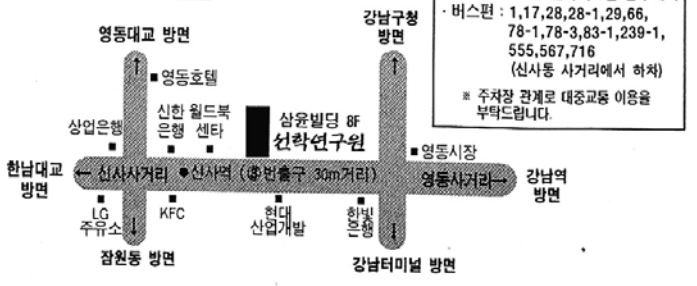 · 버스편 : 1,17,28,28-1,29,66,
78-1,78-3,83-1,239-1,
555,567,716
(신사동 사거리에서 하차)
※ 주차장 관계로 대중교통 이용을
부탁드립니다.
영동대교 방면
강남구청
방면
영동호텔
상업은행
신한
은행
월드북
센타
삼윤빌딩 8F
선학연구원
영동시장
한남대교
방면
← 신사사거리
신사역 (③번출구 30m거리)
영동사거리→
강남역
방면
LG
주유소
KFC
현대
산업개발
한빛
은행
잠원동 방면
강남터미널 방면